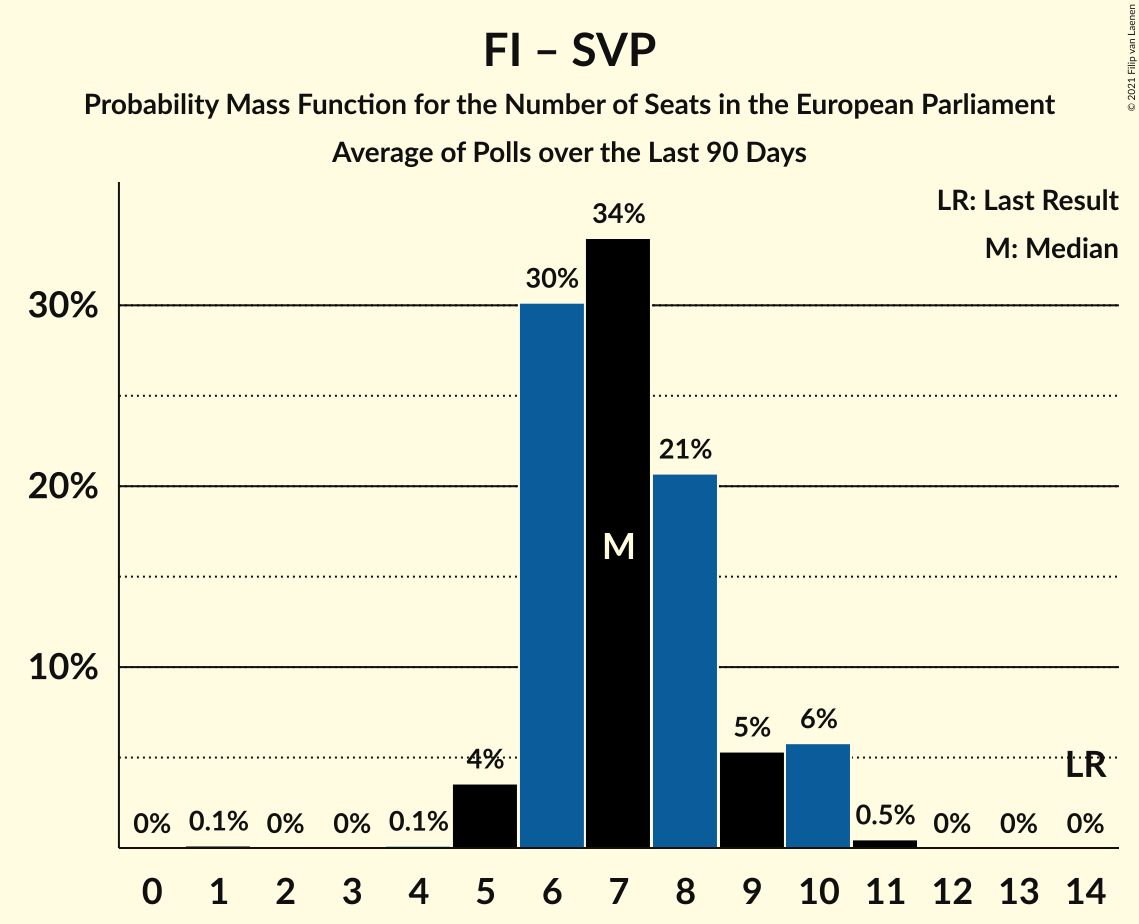 FI – SVP
Probability Mass Function for the Number of Seats in the European Parliament
Average of Polls over the Last 90 Days
© 2021 Filip van Laenen
LR: Last Result
M: Median
34%
30%
30%
21%
20%
M
10%
6%
5%
4%
LR
0%
0.1%
0%
0%
0.1%
0.5%
0%
0%
0%
0 1 2 3 4 5 6 7 8 9 10 11 12 13 14